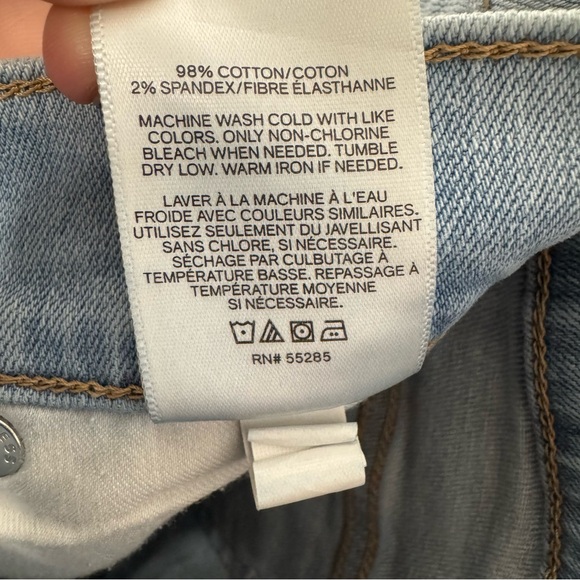 98% COTTON/COTON
2% SPANDEX/FIBRE ÉLASTHANNE
MACHINE WASH COLD WITH LIKE
COLORS. ONLY NON-CHLORINE
BLEACH WHEN NEEDED. TUMBLE
DRY LOW. WARM IRON IF NEEDED.
LAVER À LA MACHINE À L'EAU
FROIDE AVEC COULEURS SIMILAIRES.
UTILISEZ SEULEMENT DU JAVELLISANT
SANS CHLORE, SI NÉCESSAIRE.
SÉCHAGE PAR CULBUTAGE À
TEMPÉRATURE BASSE. REPASSAGE À
TEMPÉRATURE MOYENNE
SI NÉCESSAIRE.
RN# 55285